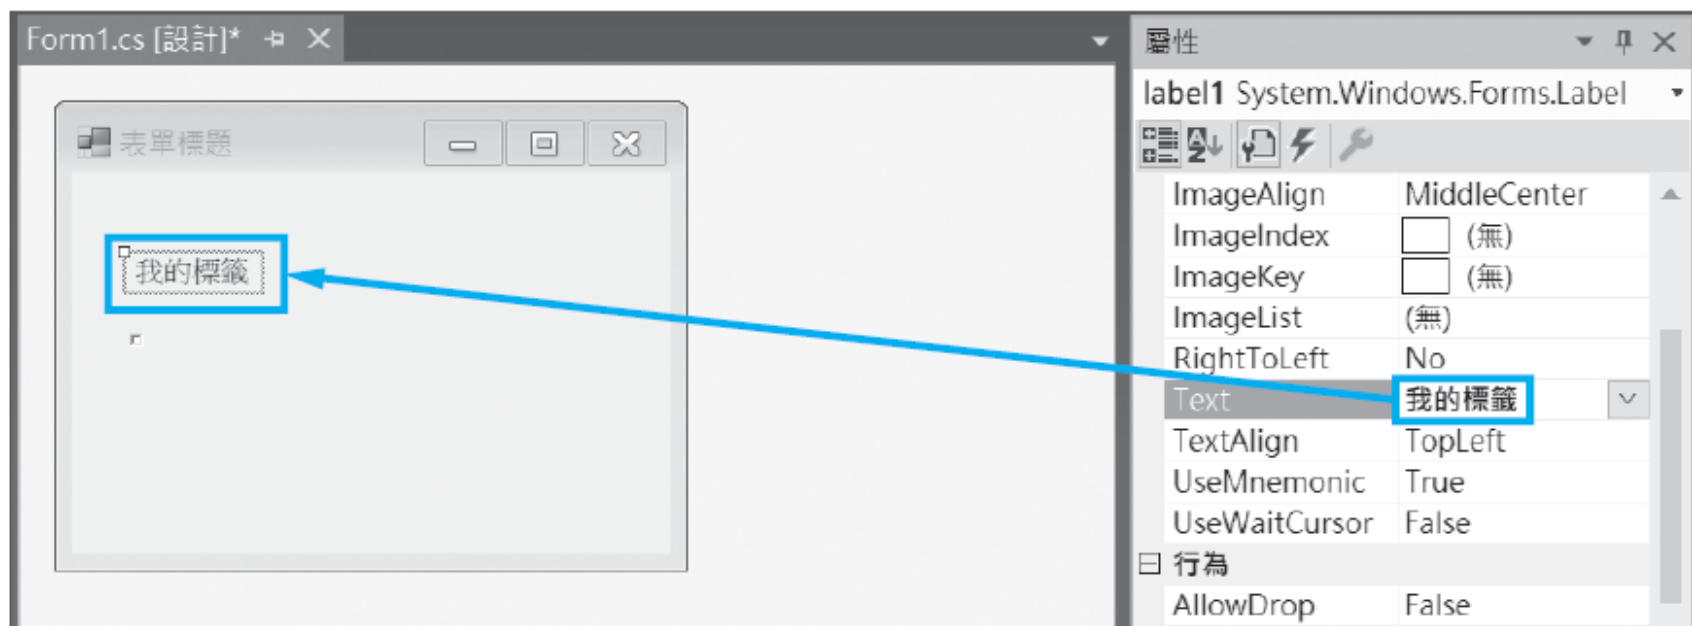 Form1.cs [設計]*
表單標題
我的標籤
屬性
label1 System.Windows.Forms.Label
ImageAlign MiddleCenter
ImageIndex (無)
ImageKey (無)
ImageList (無)
RightToLeft No
Text 我的標籤
TextAlign TopLeft
UseMnemonic True
UseWaitCursor False
行為
AllowDrop False